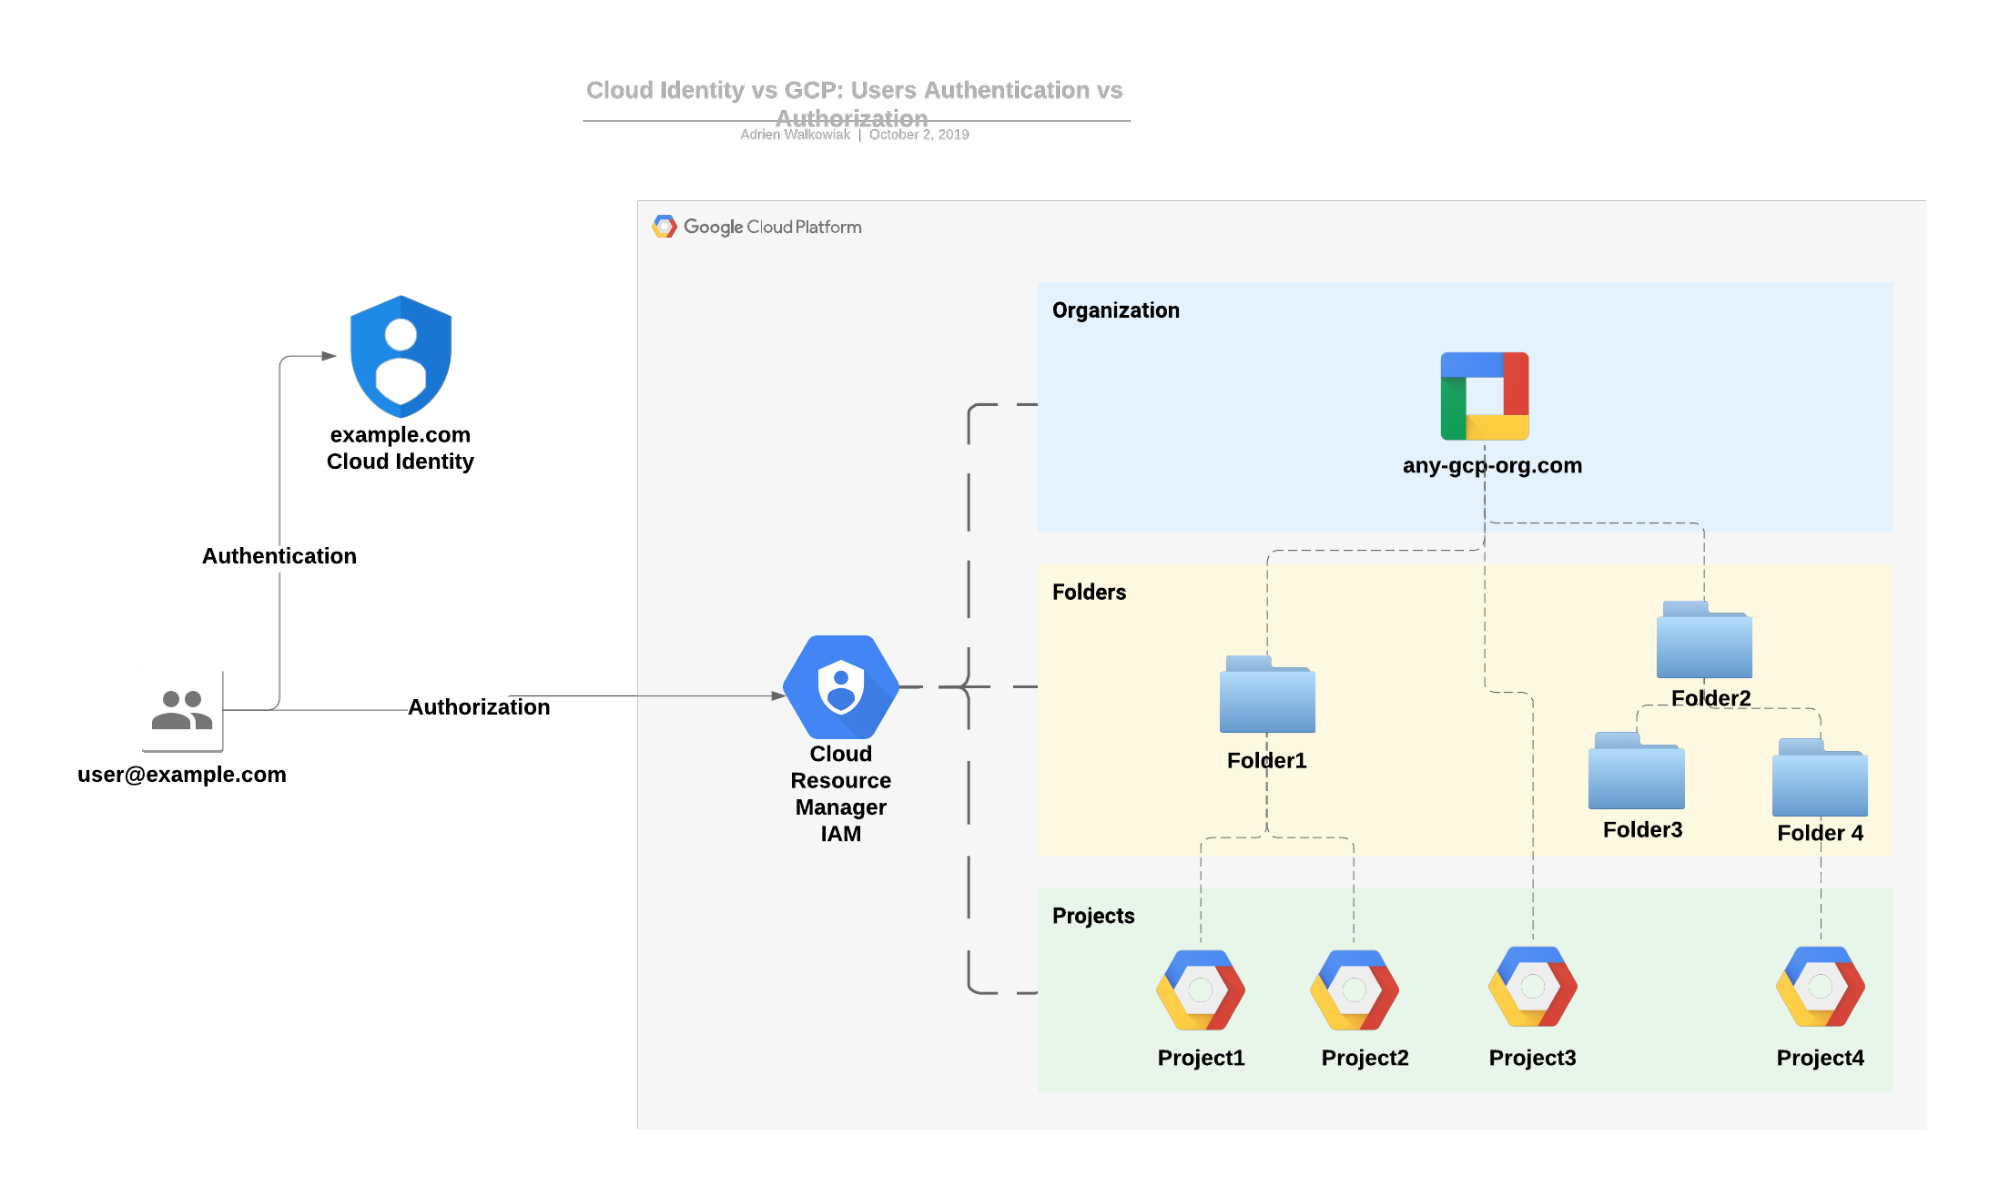 Cloud Identity vs GCP: Users Authentication vs
Authorization
Adrien Walkowiak | October 2, 2019
Google Cloud Platform
Organization
any-gcp-org.com
example.com
Cloud Identity
Authentication
Folders
Folder1
Folder2
Folder3
Folder 4
Authorization
user@example.com
Cloud
Resource
Manager
IAM
Projects
Project1
Project2
Project3
Project4